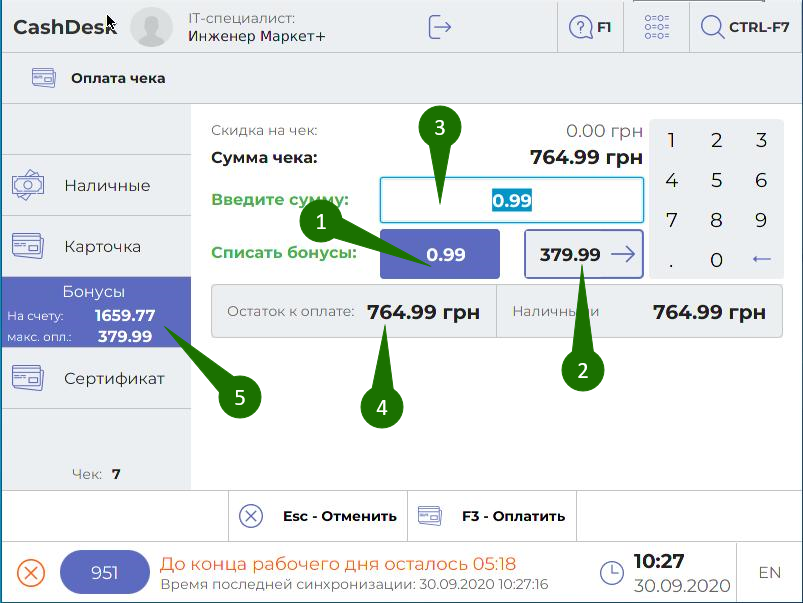 CashDesk
IT-специалист:
Инженер Маркет+
F1
CTRL-F7
Оплата чека
Наличные
Карточка
Бонусы
На счету: 1659.77
макс. опл.: 379.99
Сертификат
Чек: 7
Скидка на чек: 0.00 грн
Сумма чека: 764.99 грн
Введите сумму: 0.99
Списать бонусы: 0.99 379.99
Остаток к оплате: 764.99 грн
Наличными 764.99 грн
1 2 3
4 5 6
7 8 9
. 0 ←
3
1
2
4
5
Esc - Отменить
F3 - Оплатить
951
До конца рабочего дня осталось 05:18
Время последней синхронизации: 30.09.2020 10:27:16
10:27
30.09.2020
EN